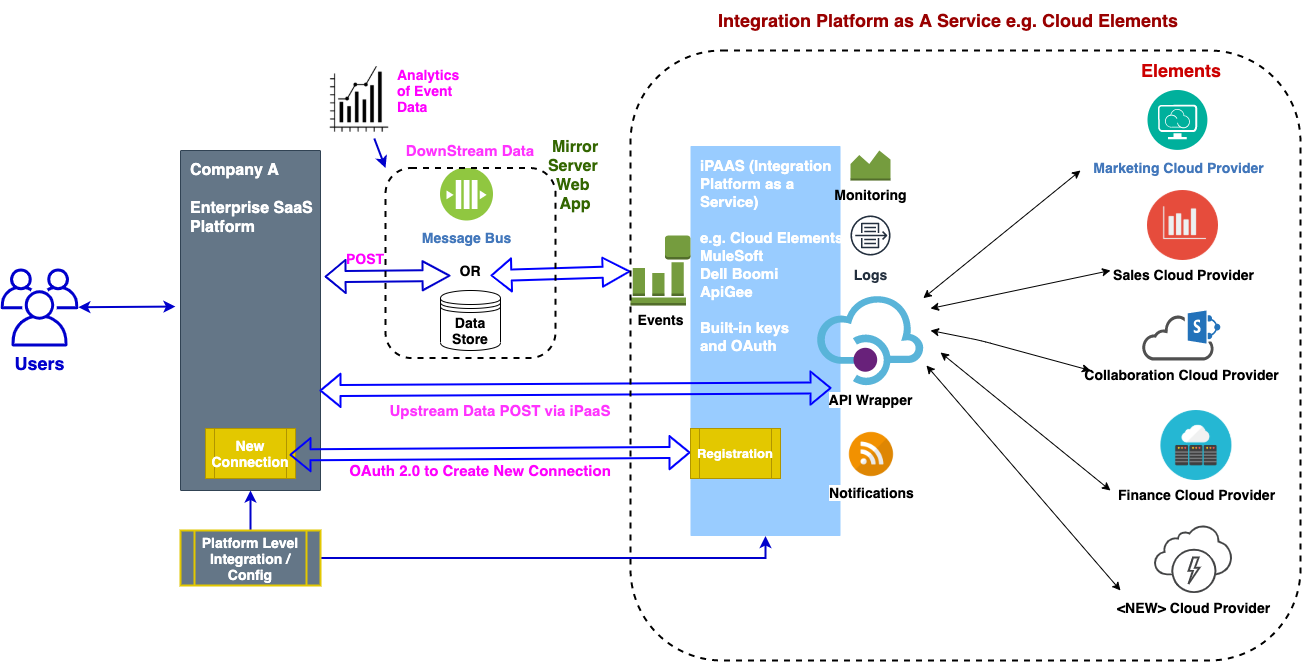 Integration Platform as A Service e.g. Cloud Elements
Elements
Analytics
of Event
Data
DownStream Data
Mirror
Server
Web
App
Company A
Enterprise SaaS
Platform
Message Bus
POST
OR
Data
Store
Events
iPAAS (Integration
Platform as a
Service)
e.g. Cloud Elements
MuleSoft
Dell Boomi
ApiGee
Built-in keys
and OAuth
Monitoring
Logs
API Wrapper
Notifications
Marketing Cloud Provider
Sales Cloud Provider
S
Collaboration Cloud Provider
Finance Cloud Provider
<NEW> Cloud Provider
Users
Upstream Data POST via iPaaS
New
Connection
OAuth 2.0 to Create New Connection
Registration
Platform Level
Integration /
Config